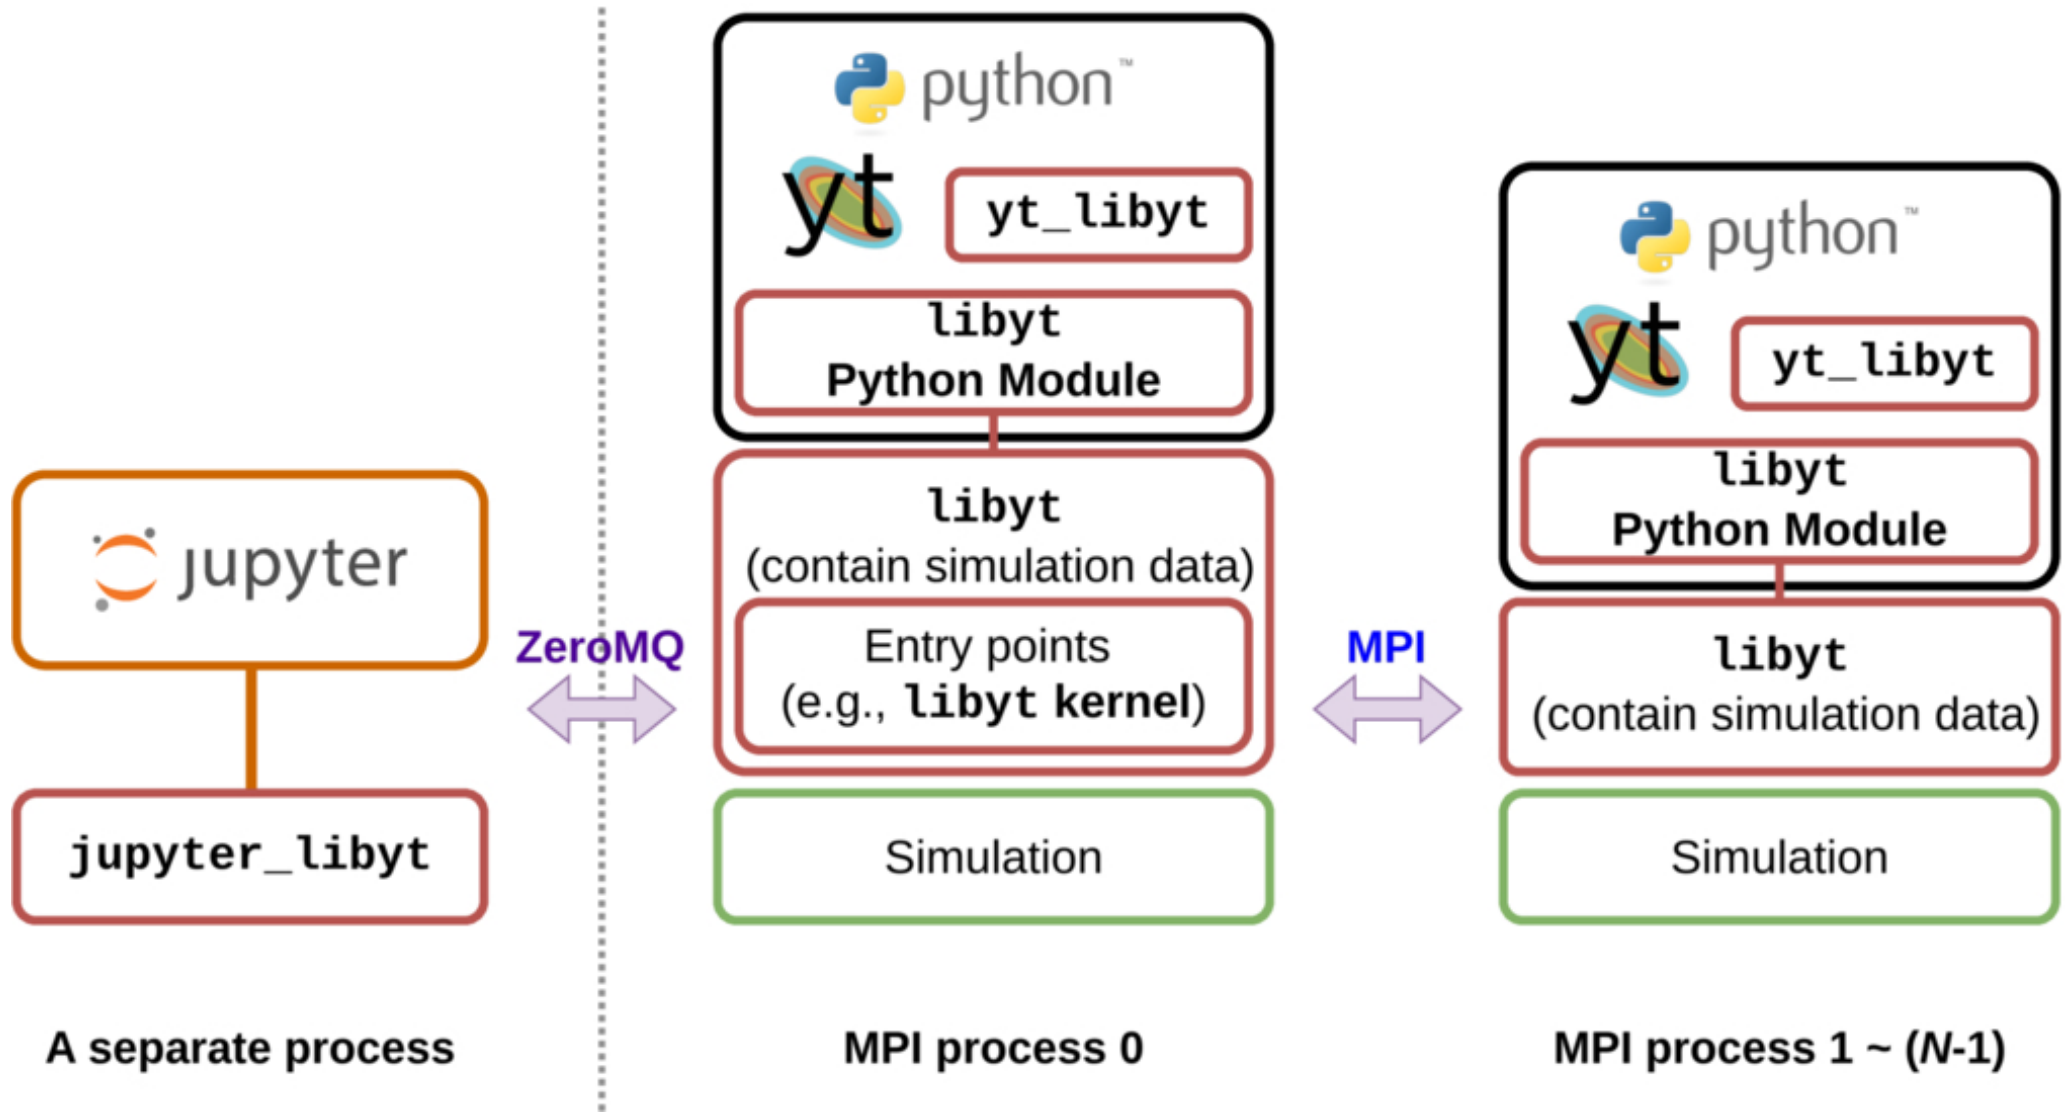 jupyter
jupyter_libyt
A separate process
ZeroMQ
python™
yt
yt_libyt
libyt
Python Module
libyt
(contain simulation data)
Entry points
(e.g., libyt kernel)
Simulation
MPI process 0
MPI
python™
yt
yt_libyt
libyt
Python Module
libyt
(contain simulation data)
Simulation
MPI process 1 ~ (N-1)